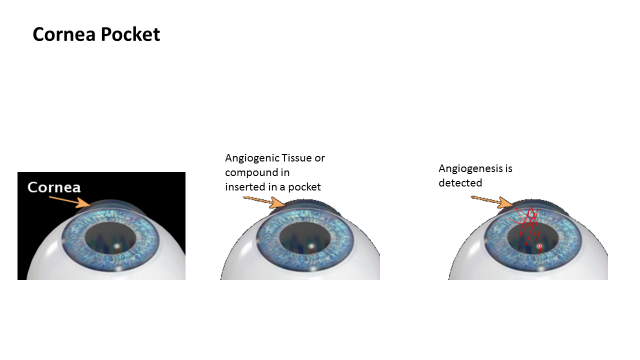 Cornea Pocket
Cornea
Angiogenic Tissue or
compound in
inserted in a pocket
Angiogenesis is
detected